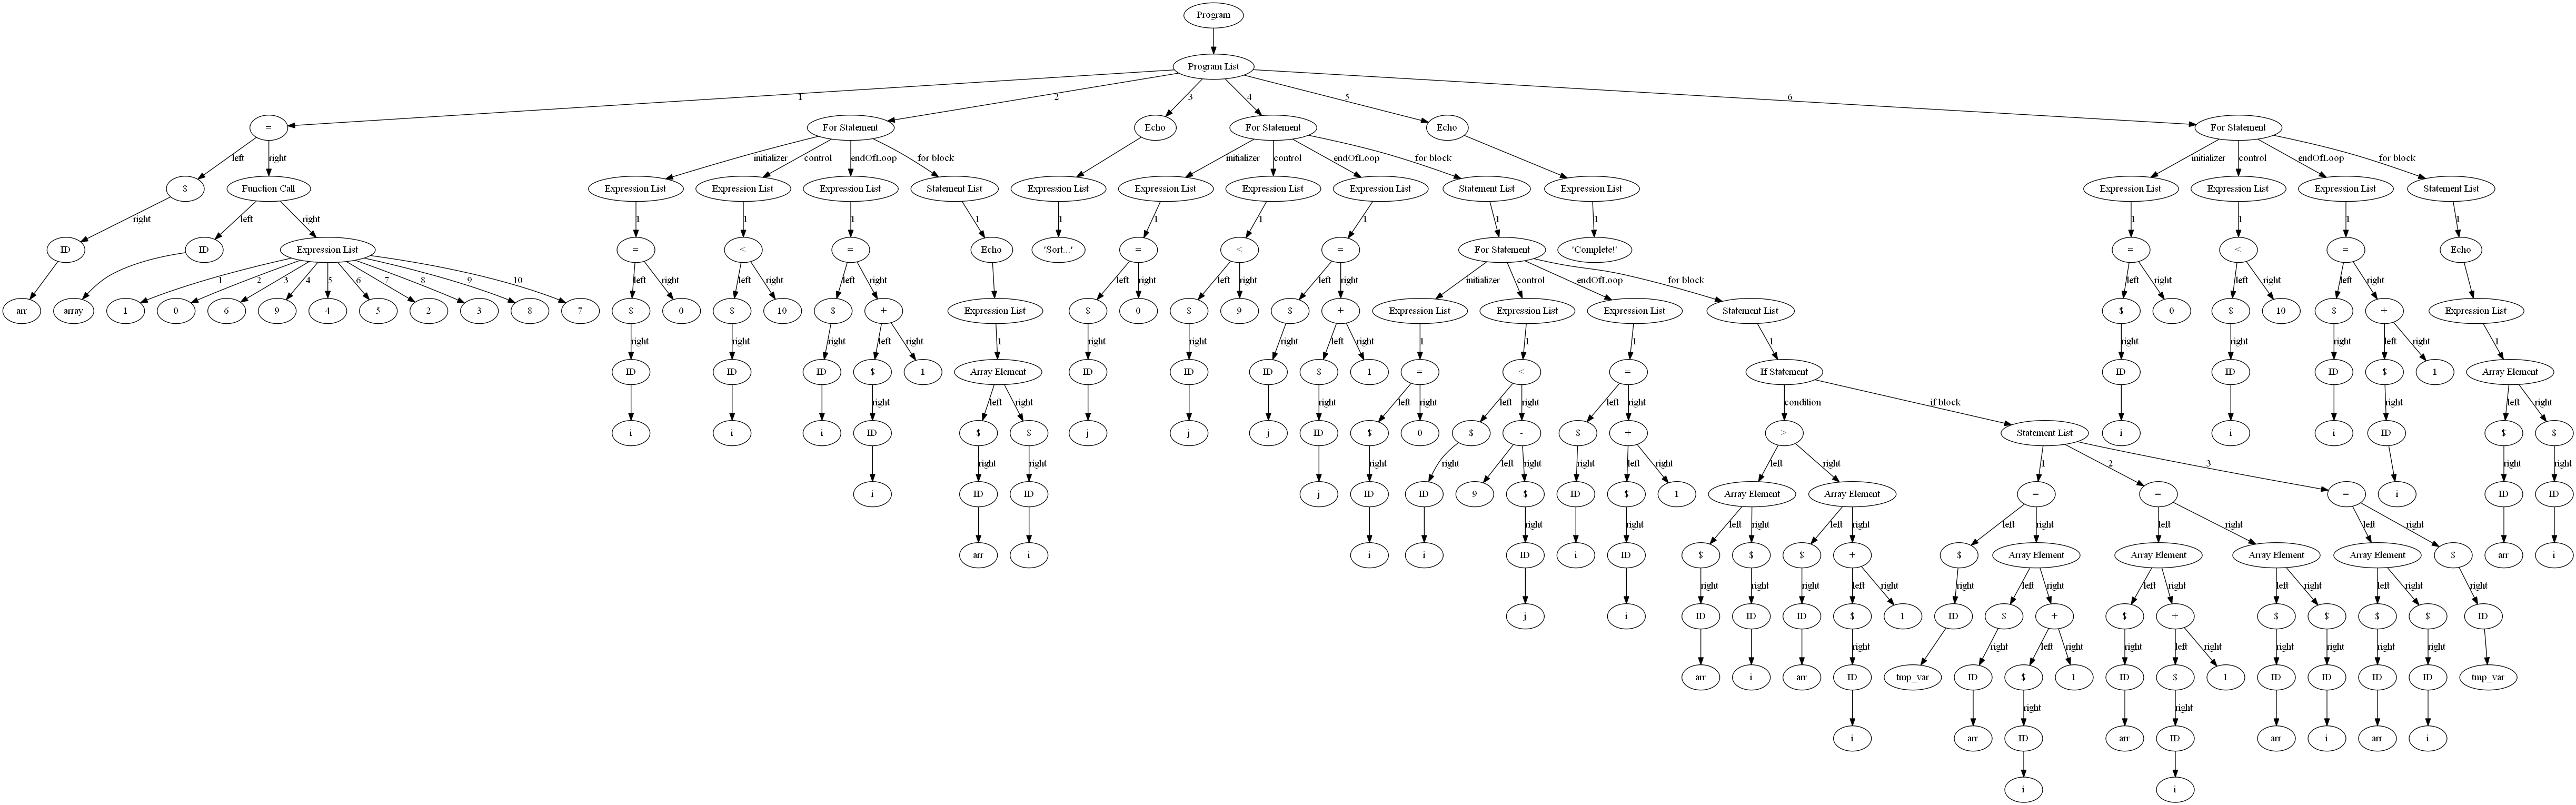 Program
Program List
1 2 3 4 5 6
= For Statement Echo For Statement Echo For Statement
left right initializer control endOfLoop for block initializer control endOfLoop for block initializer control endOfLoop for block
$ Function Call Expression List Expression List Expression List Statement List Expression List Expression List Expression List Expression List Statement List Expression List Expression List Expression List Expression List Statement List
right left right 1 1 1 1 1 1 1 1 1 1 1 1 1 1
ID ID Expression List = < = Echo 'Sort...' = < = For Statement 'Complete!' = < = Echo
1 2 3 4 5 6 7 8 9 10 left right left right left right left right left right left right initializer control endOfLoop for block left right left right left right
arr array 1 0 6 9 4 5 2 3 8 7 $ 0 $ 10 $ + Expression List $ 0 $ 9 $ + Expression List Expression List Expression List Statement List $ 0 $ 10 $ + Expression List
right right right left right 1 right right right left right 1 1 1 1 right right right left right 1
ID ID ID $ 1 Array Element ID ID ID $ 1 = < = If Statement ID ID ID $ 1 Array Element
right left right right left right left right left right condition if block right left right
i i i ID $ $ j j j ID $ 0 $ - $ + > Statement List i i i ID $ $
right right right right left right right left right left right 1 2 3 right right
i ID ID j ID ID 9 $ ID $ 1 Array Element Array Element = = = i ID ID
right right left right left right left right left right left right
arr i i i ID i ID $ $ $ + $ Array Element Array Element Array Element Array Element $ arr i
right right right left right right left right left right left right left right right
j i ID ID ID $ 1 ID $ + $ + $ $ $ $ ID
right right left right right left right right right right right
arr i arr ID tmp_var ID $ 1 ID $ 1 ID ID ID ID tmp_var
right right
i arr ID arr ID arr i arr i
i i